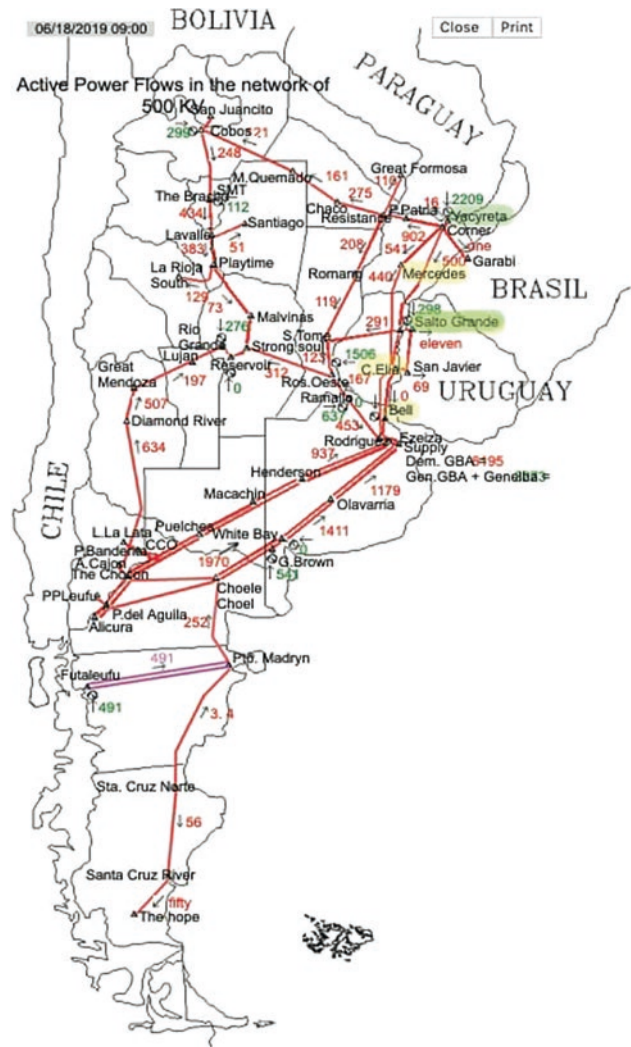 BOLIVIA
06/18/2019 09:00
Close
Print
PARAGUAY
Active Power Flows in the network of
500 KV
San Juancito
299
Cobos
21
248
M.Quemado
161
Great Formosa
275
The Bracho
SMT
112
Chaco
Resistance
P.Patria
16
2209
Yacyreta
434
Santiago
902
Corner
Lavalle
51
383
208
541
500
one
Garabi
Playtime
La Rioja
South
Romang
440
Mercedes
BRASIL
129
73
119
298
Salto Grande
Malvinas
291
Rio
Grande
276
S.Tome
eleven
Lujan
Strong soul
123
1506
C.Elia
San Javier
Great
Mendoza
197
Reservoir
312
Ros.Oeste
167
69
URUGUAY
0
Ramallo
0
0
507
637
Bell
Diamond River
453
Rodriguez
Ezeiza
634
937
Supply
Henderson
Dem. GBA =
Gen.GBA + Geneba =
1179
Macachin
CHILE
Olavarria
L.La Lata
Puelches
White Bay
1411
P.Banderita
CCO
A.Cajon
0
The Chocon
1970
G.Brown
541
PPLeufu
Choele
Choel
P.del Aguila
Alicura
252
491
Pto. Madryn
Futaleufu
491
3. 4
Sta. Cruz Norte
56
Santa Cruz River
fifty
The hope